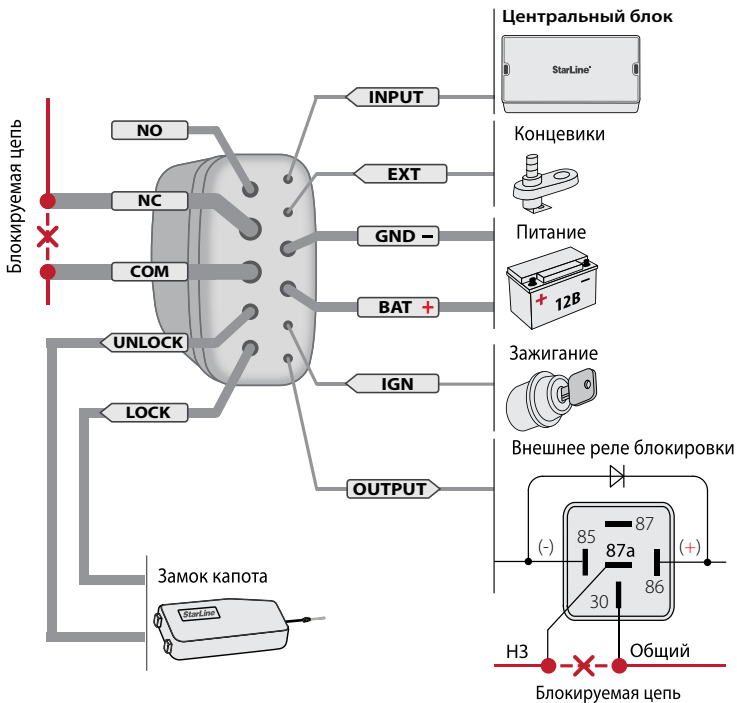 Центральный блок
StarLine
INPUT
NO
Концевики
EXT
Блокируемая цепь
NC
GND −
Питание
COM
BAT +
+ 12В −
UNLOCK
Зажигание
IGN
LOCK
Внешнее реле блокировки
OUTPUT
87
85
(-)
87a
(+)
86
30
Замок капота
StarLine
НЗ
Общий
Блокируемая цепь